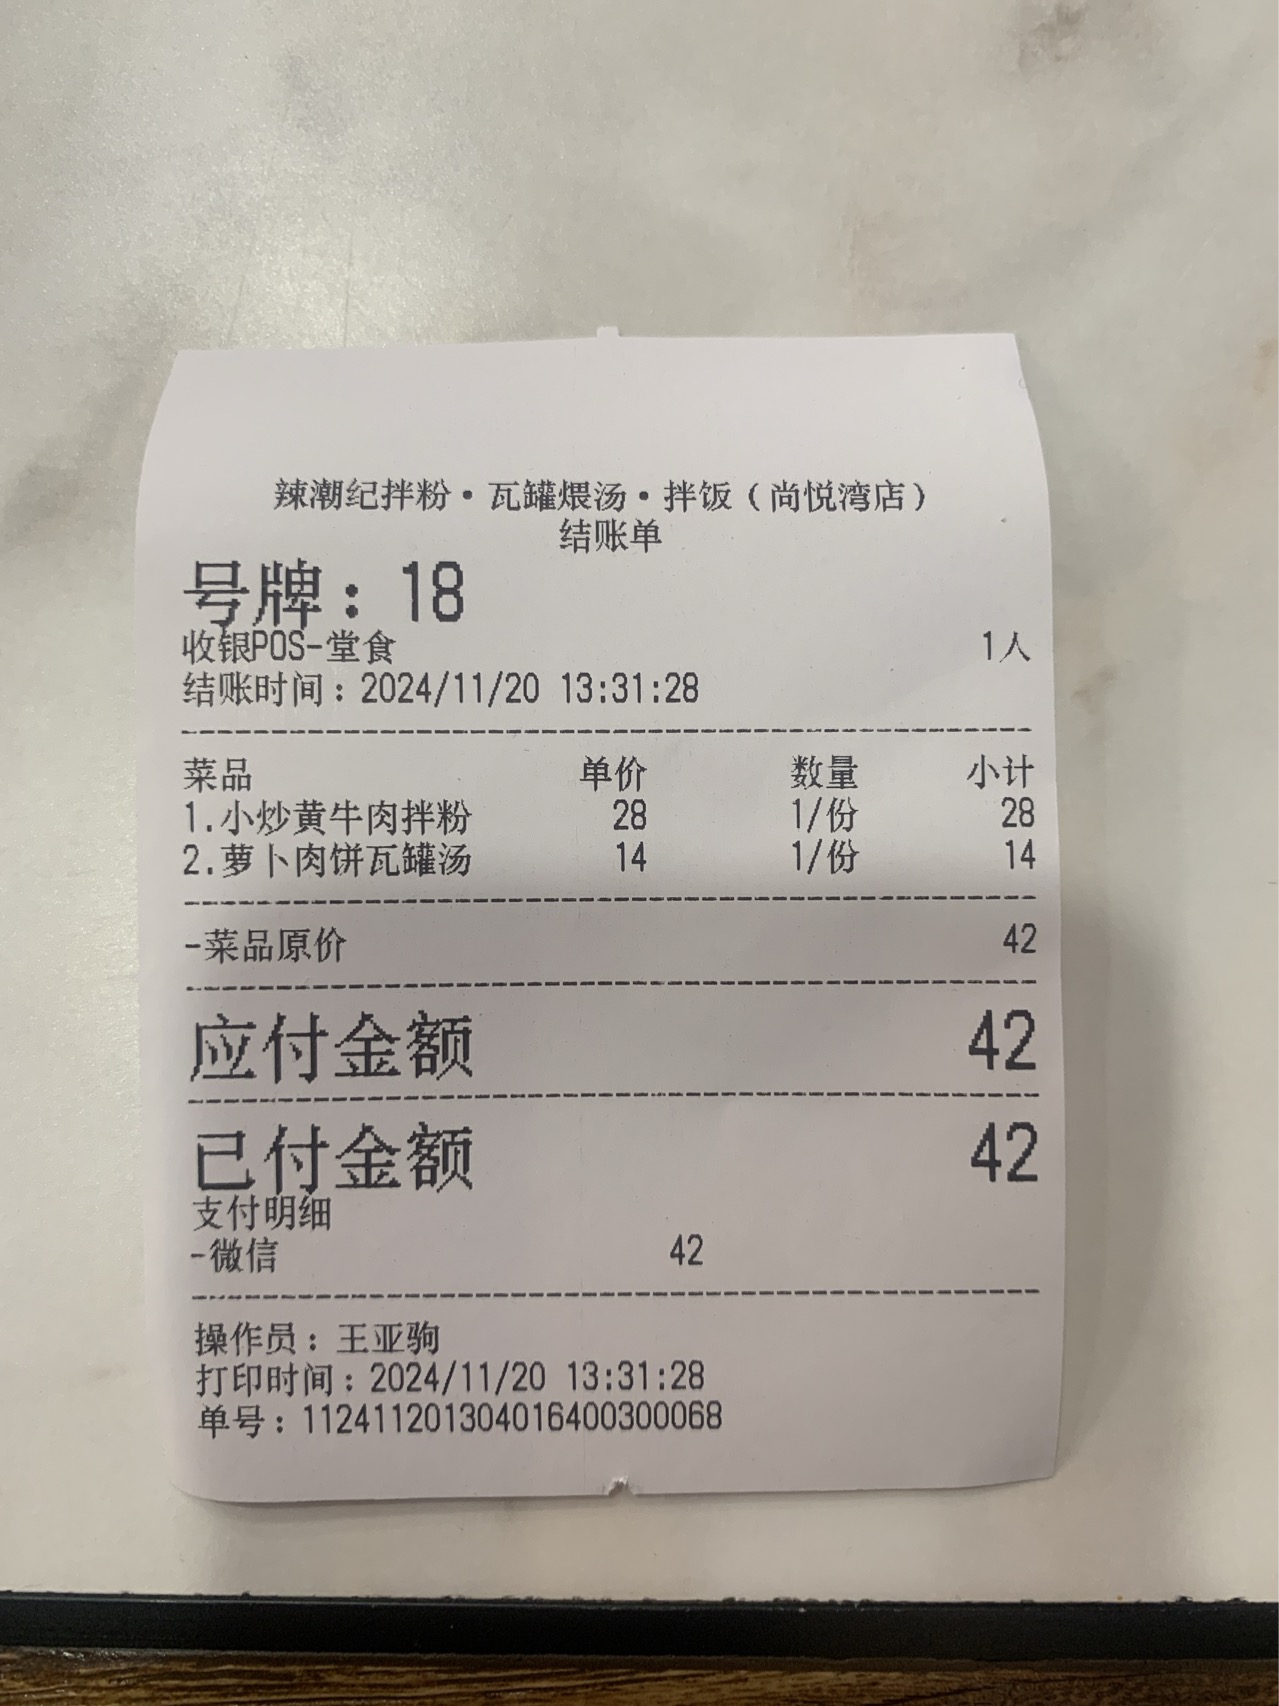 辣潮纪拌粉·瓦罐煨汤·拌饭（尚悦湾店）
结账单
号牌：18
收银POS-堂食 1人
结账时间：2024/11/20 13:31:28
菜品 单价 数量 小计
1.小炒黄牛肉拌粉 28 1/份 28
2.萝卜肉饼瓦罐汤 14 1/份 14
-菜品原价 42
应付金额 42
已付金额 42
支付明细
-微信 42
操作员：王亚驹
打印时间：2024/11/20 13:31:28
单号：112411201304016400300068